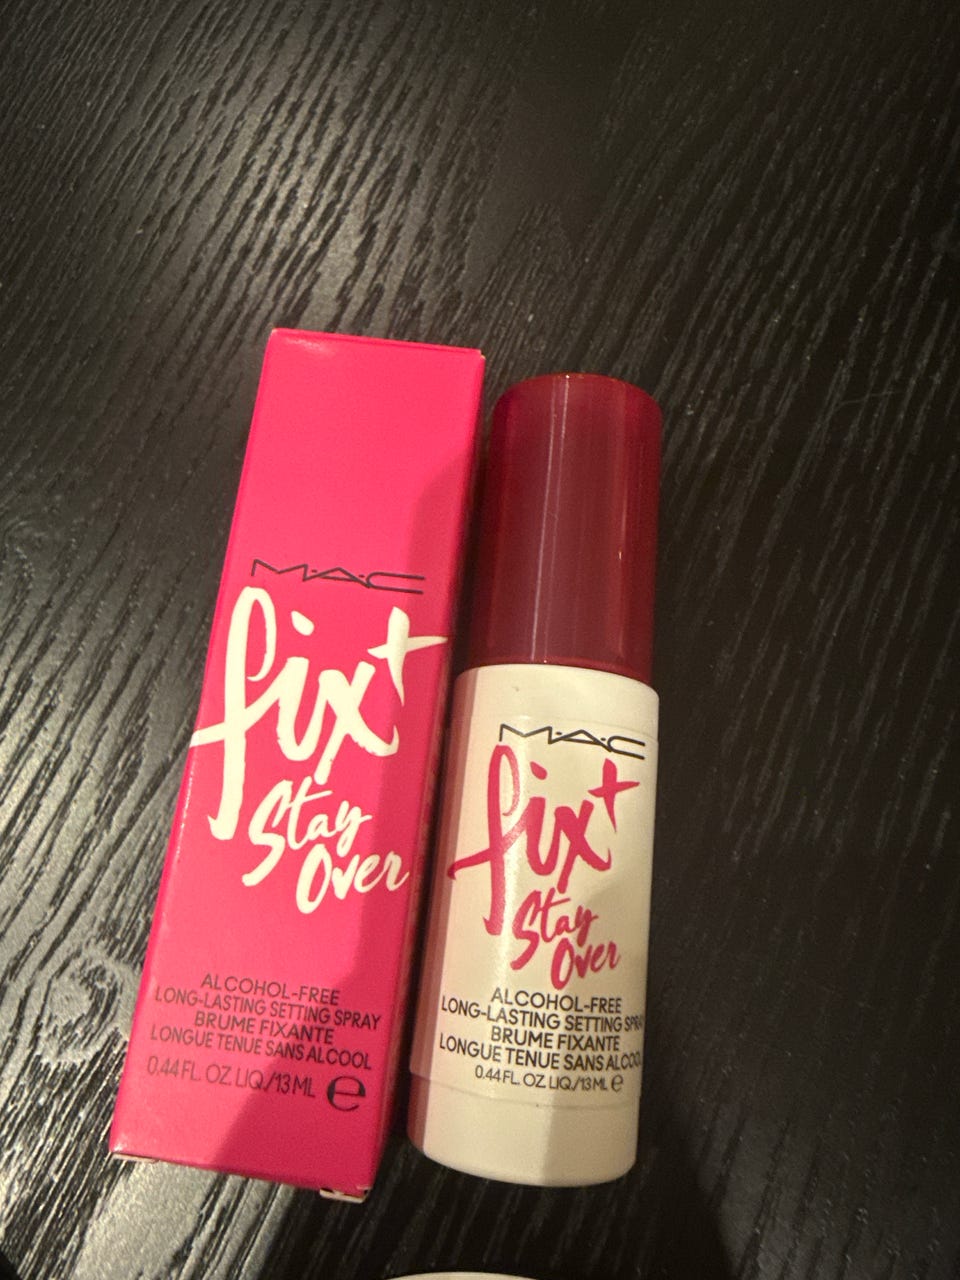 M·A·C
fix+
Stay
Over
ALCOHOL-FREE
LONG-LASTING SETTING SPRAY
BRUME FIXANTE
LONGUE TENUE SANS ALCOOL
0.44 FL. OZ. LIQ./13 ML e
M·A·C
fix+
Stay
Over
ALCOHOL-FREE
LONG-LASTING SETTING SPRAY
BRUME FIXANTE
LONGUE TENUE SANS ALCOOL
0.44 FL. OZ. LIQ./13 ML e